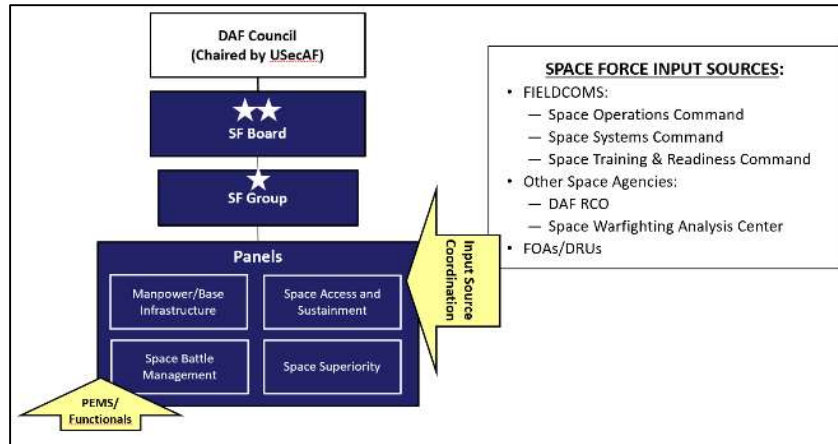 DAF Council
(Chaired by USecAF)
SF Board
SF Group
Panels
Manpower/Base
Infrastructure
Space Access and
Sustainment
Space Battle
Management
Space Superiority
PEMS/
Functionals
Input Source
Coordination
SPACE FORCE INPUT SOURCES:
• FIELDCOMS:
— Space Operations Command
— Space Systems Command
— Space Training & Readiness Command
• Other Space Agencies:
— DAF RCO
— Space Warfighting Analysis Center
• FOAs/DRUs